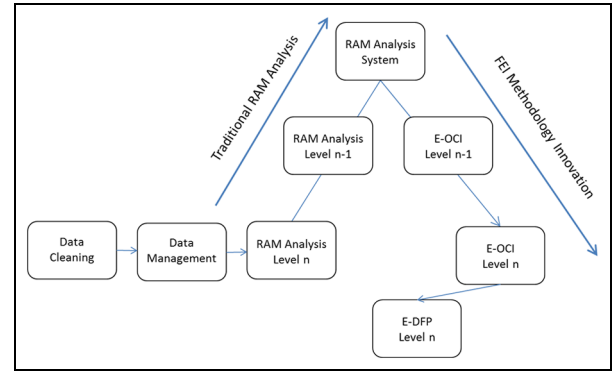 Traditional RAM Analysis
RAM Analysis
System
FEI Methodology Innovation
RAM Analysis
Level n-1
E-OCI
Level n-1
Data
Cleaning
Data
Management
RAM Analysis
Level n
E-OCI
Level n
E-DFP
Level n